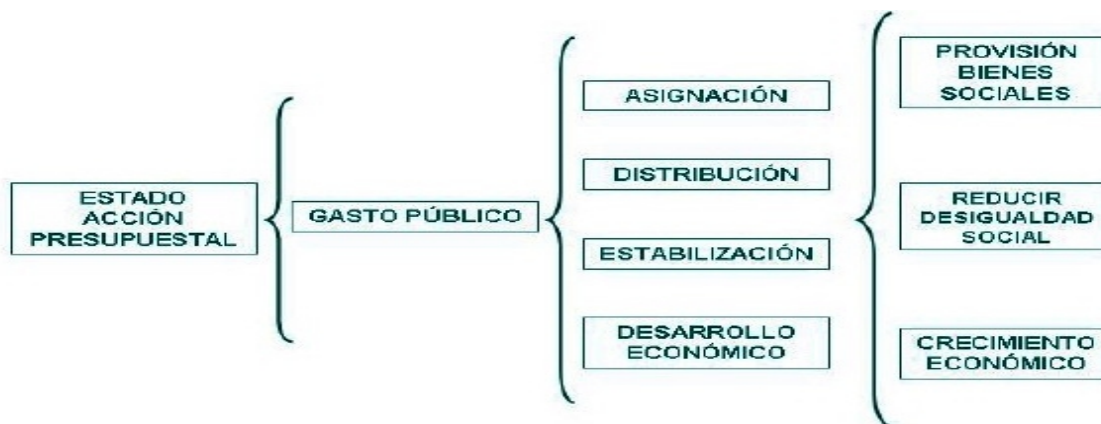 ESTADO
ACCIÓN
PRESUPUESTAL
GASTO PÚBLICO
ASIGNACIÓN
DISTRIBUCIÓN
ESTABILIZACIÓN
DESARROLLO
ECONÓMICO
PROVISIÓN
BIENES
SOCIALES
REDUCIR
DESIGUALDAD
SOCIAL
CRECIMIENTO
ECONÓMICO